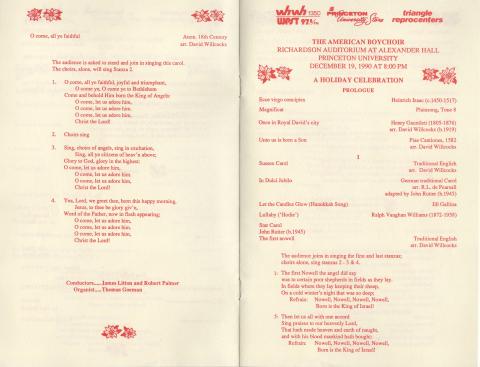 O come, all ye faithful
Anon. 18th Century
arr. David Willcocks
The audience is asked to stand and join in singing this carol.
The choirs, alone, will sing Stanza 2.
1. O come, all ye faithful, joyful and triumphant,
O come ye, O come ye to Bethlehem
Come and behold Him born the King of Angels:
O come, let us adore him,
O come, let us adore him,
O come, let us adore him,
Christ the Lord!
2. Choirs sing
3. Sing, choirs of angels, sing in exultation,
Sing, all ye citizens of heav'n above;
Glory to God, glory in the highest:
O come, let us adore him,
O come, let us adore him,
O come, let us adore him,
Christ the Lord!
4. Yea, Lord, we greet thee, born this happy morning,
Jesus, to thee be glory giv'n,
Word of the Father, now in flesh appearing;
O come, let us adore him,
O come, let us adore him,
O come, let us adore him,
Christ the Lord!
Conductors.....James Litton and Robert Palmer
Organist.....Thomas Gorman
whwh 1350
WPST 97.5 fm
PRINCETON
University Store
triangle
reprocenters
THE AMERICAN BOYCHOIR
RICHARDSON AUDITORIUM AT ALEXANDER HALL
PRINCETON UNIVERSITY
DECEMBER 19, 1990 AT 8:00 PM
A HOLIDAY CELEBRATION
PROLOGUE
Ecce virgo concipies
Heinrich Isaac (c.1450-1517)
Magnificat
Plainsong, Tone 8
Once in Royal David's city
Henry Gauntlett (1805-1876)
arr. David Willcocks (b.1919)
Unto us is born a Son
Piae Cantiones, 1582
arr. David Willcocks
I
Sussex Carol
Traditional English
arr. David Willcocks
In Dulci Jubilo
German traditional Carol
arr. R.L. de Pearsall
adapted by John Rutter (b.1945)
Let the Candles Glow (Hanukkah Song)
Jill Gallina
Lullaby ('Hodie')
Ralph Vaughan Williams (1872-1958)
Star Carol
John Rutter (b.1945)
The first nowell
Traditional English
arr. David Willcocks
The audience joins in singing the first and last stanzas;
choirs alone, sing stanzas 2 - 3 & 4.
1: The first Nowell the angel did say
was to certain poor shepherds in fields as they lay.
In fields where they lay keeping their sheep,
On a cold winter's night that was so deep:
Refrain: Nowell, Nowell, Nowell, Nowell,
Born is the King of Israel!
5: Then let us all with one accord
Sing praises to our heavenly Lord,
That hath made heaven and earth of naught,
and with his blood mankind hath bought:
Refrain: Nowell, Nowell, Nowell, Nowell,
Born is the King of Israel!